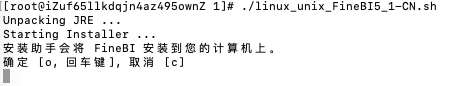 [[root@iZuf65llkdqjn4az495ownZ 1]# ./linux_unix_FineBI5_1-CN.sh
Unpacking JRE ...
Starting Installer ...
安装助手会将 FineBI 安装到您的计算机上。
确定 [o, 回车键], 取消 [c]